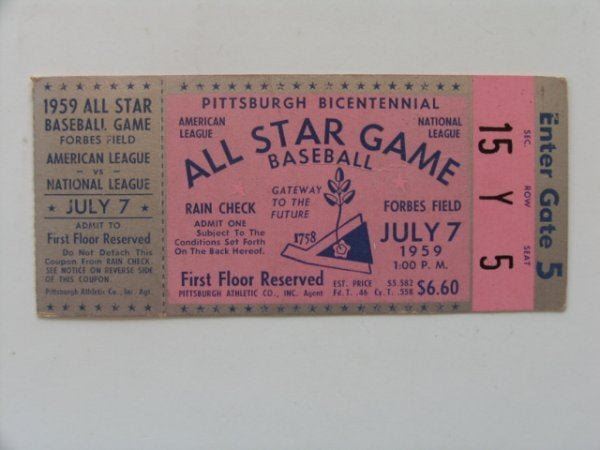 1959 ALL STAR
BASEBALL GAME
FORBES FIELD
AMERICAN LEAGUE
VS
NATIONAL LEAGUE
JULY 7
ADMIT TO
First Floor Reserved
Do Not Detach This
Coupon From RAIN CHECK.
SEE NOTICE ON REVERSE SIDE
OF THIS COUPON.
Pittsburgh Athletic Co., Inc. Agt.
PITTSBURGH BICENTENNIAL
AMERICAN
LEAGUE
NATIONAL
LEAGUE
ALL STAR GAME
BASEBALL
GATEWAY
TO THE
FUTURE
1758
RAIN CHECK
ADMIT ONE
Subject To The
Conditions Set Forth
On The Back Hereof.
FORBES FIELD
JULY 7
1959
1:00 P. M.
First Floor Reserved
PITTSBURGH ATHLETIC CO., INC. Agent
EST. PRICE $5.582
Fd. T. .46 Cy. T. .558
$6.60
SEC. 15
ROW Y
SEAT 5
Enter Gate 5